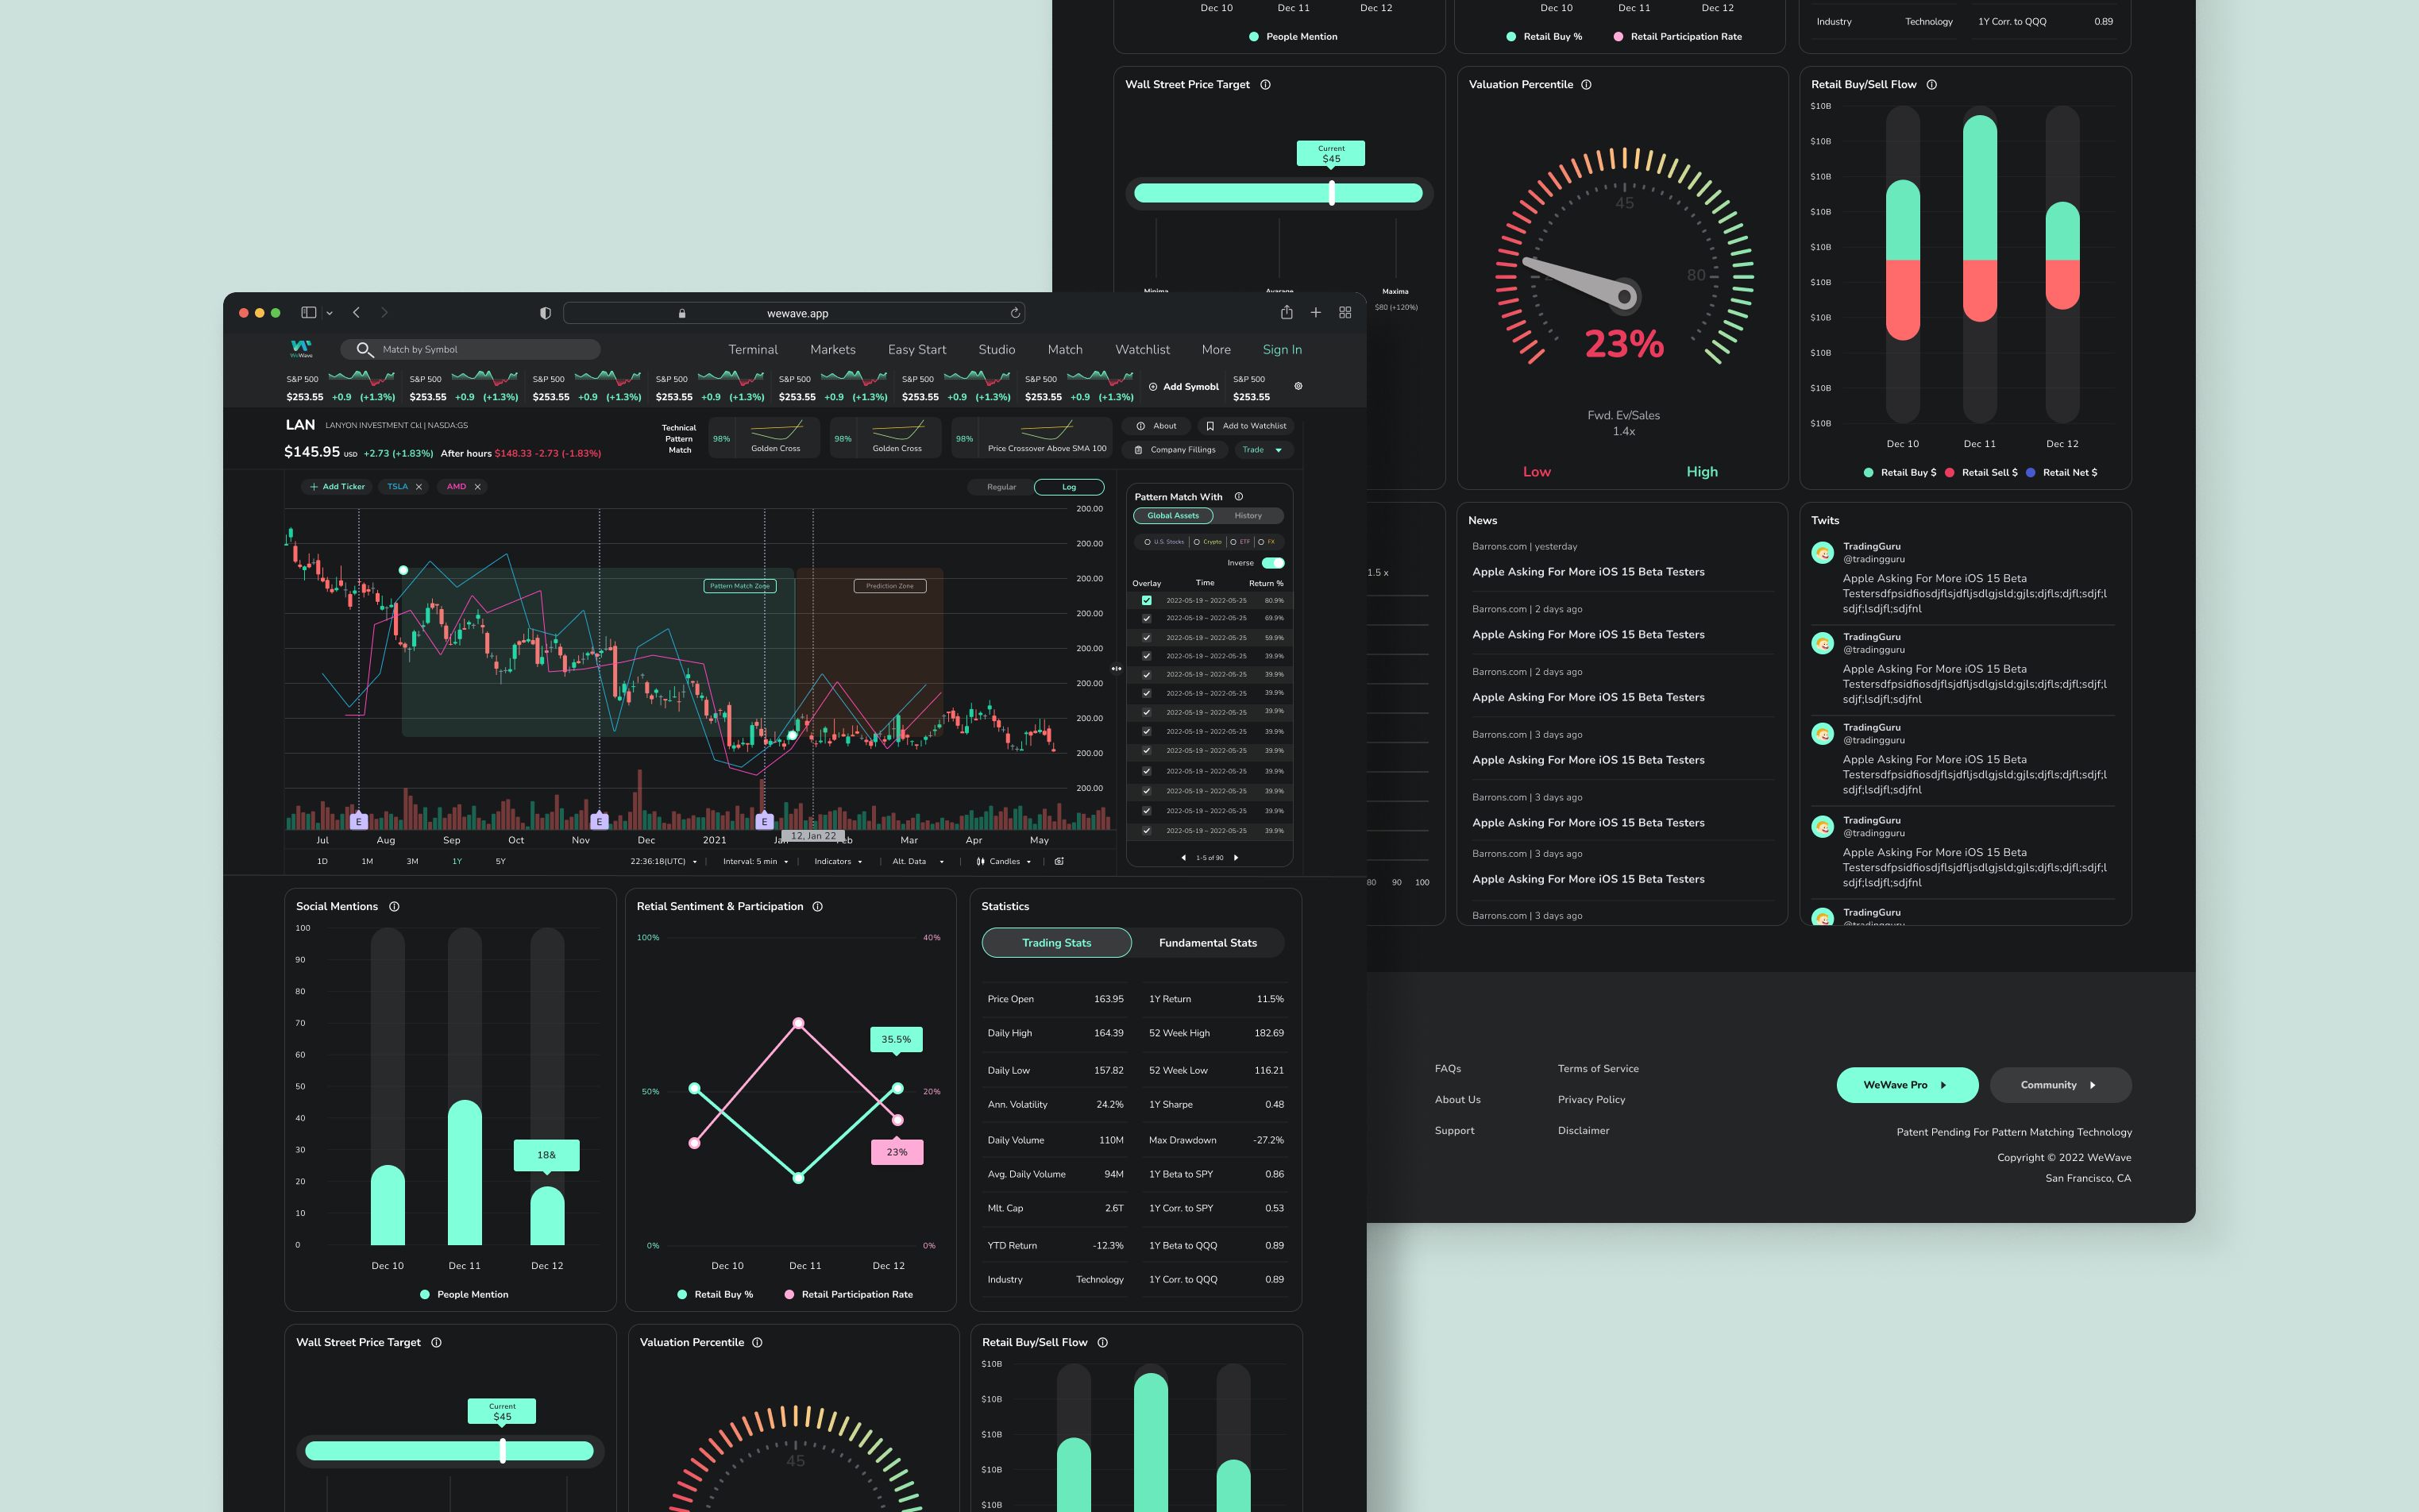 Dec 10 Dec 11 Dec 12
People Mention
Dec 10 Dec 11 Dec 12
Retail Buy % Retail Participation Rate
Industry Technology 1Y Corr. to QQQ 0.89
Wall Street Price Target
Current
$45
Minima Avarage Maxima
$80 (+120%)
Valuation Percentile
45
80
23%
Fwd. Ev/Sales
1.4x
Low High
Retail Buy/Sell Flow
$10B
$10B
$10B
$10B
$10B
$10B
$10B
$10B
$10B
$10B
Dec 10 Dec 11 Dec 12
Retail Buy $ Retail Sell $ Retail Net $
1.5 x
80 90 100
News
Barrons.com | yesterday
Apple Asking For More iOS 15 Beta Testers
Barrons.com | 2 days ago
Apple Asking For More iOS 15 Beta Testers
Barrons.com | 2 days ago
Apple Asking For More iOS 15 Beta Testers
Barrons.com | 3 days ago
Apple Asking For More iOS 15 Beta Testers
Barrons.com | 3 days ago
Apple Asking For More iOS 15 Beta Testers
Barrons.com | 3 days ago
Apple Asking For More iOS 15 Beta Testers
Barrons.com | 3 days ago
Twits
TradingGuru
@tradingguru
Apple Asking For More iOS 15 Beta
Testersdfpsidfiosdjflsjdfljsdlgjsld;gjls;djfls;djfl;sdjf;l
sdjf;lsdjfl;sdjfnl
TradingGuru
@tradingguru
Apple Asking For More iOS 15 Beta
Testersdfpsidfiosdjflsjdfljsdlgjsld;gjls;djfls;djfl;sdjf;l
sdjf;lsdjfl;sdjfnl
TradingGuru
@tradingguru
Apple Asking For More iOS 15 Beta
Testersdfpsidfiosdjflsjdfljsdlgjsld;gjls;djfls;djfl;sdjf;l
sdjf;lsdjfl;sdjfnl
TradingGuru
@tradingguru
Apple Asking For More iOS 15 Beta
Testersdfpsidfiosdjflsjdfljsdlgjsld;gjls;djfls;djfl;sdjf;l
sdjf;lsdjfl;sdjfnl
TradingGuru
@tradingguru
FAQs Terms of Service
About Us Privacy Policy
Support Disclaimer
WeWave Pro Community
Patent Pending For Pattern Matching Technology
Copyright © 2022 WeWave
San Francisco, CA
wewave.app
WeWave
Match by Symbol
Terminal Markets Easy Start Studio Match Watchlist More Sign In
S&P 500 S&P 500 S&P 500 S&P 500 S&P 500 S&P 500 S&P 500 Add Symobl S&P 500
$253.55 +0.9 (+1.3%) $253.55 +0.9 (+1.3%) $253.55 +0.9 (+1.3%) $253.55 +0.9 (+1.3%) $253.55 +0.9 (+1.3%) $253.55 +0.9 (+1.3%) $253.55 +0.9 (+1.3%) $253.55
LAN LANYON INVESTMENT Ckl | NASDA:GS
$145.95 USD +2.73 (+1.83%) After hours $148.33 -2.73 (-1.83%)
Technical
Pattern
Match
98% Golden Cross
98% Golden Cross
98% Price Crossover Above SMA 100
About Add to Watchlist
Company Fillings Trade
Add Ticker TSLA AMD
Regular Log
200.00
200.00
200.00
200.00
200.00
200.00
200.00
200.00
200.00
Pattern Match Zone Prediction Zone
E E E
12, Jan 22
Jul Aug Sep Oct Nov Dec 2021 Jan Feb Mar Apr May
1D 1M 3M 1Y 5Y 22:36:18(UTC) Interval: 5 min Indicators Alt. Data Candles
Pattern Match With
Global Assets History
U.S. Stocks Crypto ETF FX
Inverse
Overlay Time Return %
2022-05-19 ~ 2022-05-25 80.9%
2022-05-19 ~ 2022-05-25 69.9%
2022-05-19 ~ 2022-05-25 59.9%
2022-05-19 ~ 2022-05-25 39.9%
2022-05-19 ~ 2022-05-25 39.9%
2022-05-19 ~ 2022-05-25 39.9%
2022-05-19 ~ 2022-05-25 39.9%
2022-05-19 ~ 2022-05-25 39.9%
2022-05-19 ~ 2022-05-25 39.9%
2022-05-19 ~ 2022-05-25 39.9%
2022-05-19 ~ 2022-05-25 39.9%
2022-05-19 ~ 2022-05-25 39.9%
2022-05-19 ~ 2022-05-25 39.9%
1-5 of 90
Social Mentions
100
90
80
70
60
50
40
30
20
10
0
18&
Dec 10 Dec 11 Dec 12
People Mention
Retial Sentiment & Participation
100% 40%
35.5%
50% 20%
23%
0% 0%
Dec 10 Dec 11 Dec 12
Retail Buy % Retail Participation Rate
Statistics
Trading Stats Fundamental Stats
Price Open 163.95 1Y Return 11.5%
Daily High 164.39 52 Week High 182.69
Daily Low 157.82 52 Week Low 116.21
Ann. Volatility 24.2% 1Y Sharpe 0.48
Daily Volume 110M Max Drawdown -27.2%
Avg. Daily Volume 94M 1Y Beta to SPY 0.86
Mlt. Cap 2.6T 1Y Corr. to SPY 0.53
YTD Return -12.3% 1Y Beta to QQQ 0.89
Industry Technology 1Y Corr. to QQQ 0.89
Wall Street Price Target
Current
$45
Valuation Percentile
45
Retail Buy/Sell Flow
$10B
$10B
$10B
$10B
$10B